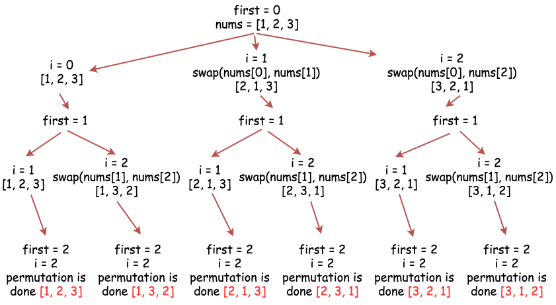 first = 0
nums = [1, 2, 3]
i = 0
[1, 2, 3]
i = 1
swap(nums[0], nums[1])
[2, 1, 3]
i = 2
swap(nums[0], nums[2])
[3, 2, 1]
first = 1
first = 1
first = 1
i = 1
[1, 2, 3]
i = 2
swap(nums[1], nums[2])
[1, 3, 2]
i = 1
[2, 1, 3]
i = 2
swap(nums[1], nums[2])
[2, 3, 1]
i = 1
[3, 2, 1]
i = 2
swap(nums[1], nums[2])
[3, 1, 2]
first = 2
i = 2
permutation is
done [1, 2, 3]
first = 2
i = 2
permutation is
done [1, 3, 2]
first = 2
i = 2
permutation is
done [2, 1, 3]
first = 2
i = 2
permutation is
done [2, 3, 1]
first = 2
i = 2
permutation is
done [3, 2, 1]
first = 2
i = 2
permutation is
done [3, 1, 2]